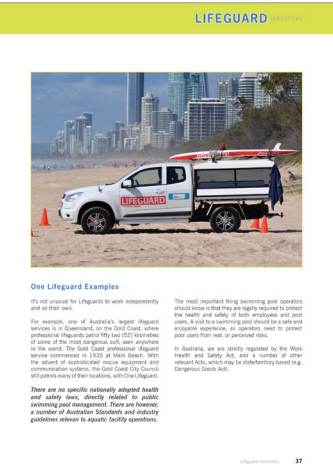 LIFEGUARD industries
LIFEGUARD
One Lifeguard Examples
It's not unusual for Lifeguards to work independently
and on their own.
For example, one of Australia's largest lifeguard
services is in Queensland, on the Gold Coast, where
professional lifeguards patrol fifty two (52) kilometres
of some of the most dangerous surf, seen anywhere
in the world. The Gold Coast professional lifeguard
service commenced in 1935 at Main Beach. With
the advent of sophisticated rescue equipment and
communication systems, the Gold Coast City Council
still patrols many of their locations, with One Lifeguard.
There are no specific nationally adopted health
and safety laws, directly related to public
swimming pool management. There are however,
a number of Australian Standards and industry
guidelines relevan to aquatic facility operations.
The most important thing swimming pool operators
should know is that they are legally required to protect
the health and safety of both employees and pool
users. A visit to a swimming pool should be a safe and
enjoyable experience, so operators need to protect
pool users from real, or perceived risks.
In Australia, we are strictly regulated by the Work
Health and Safety Act, and a number of other
relevant Acts, which may be state/territory based (e.g.
Dangerous Goods Act).
Lifeguard Industries 37